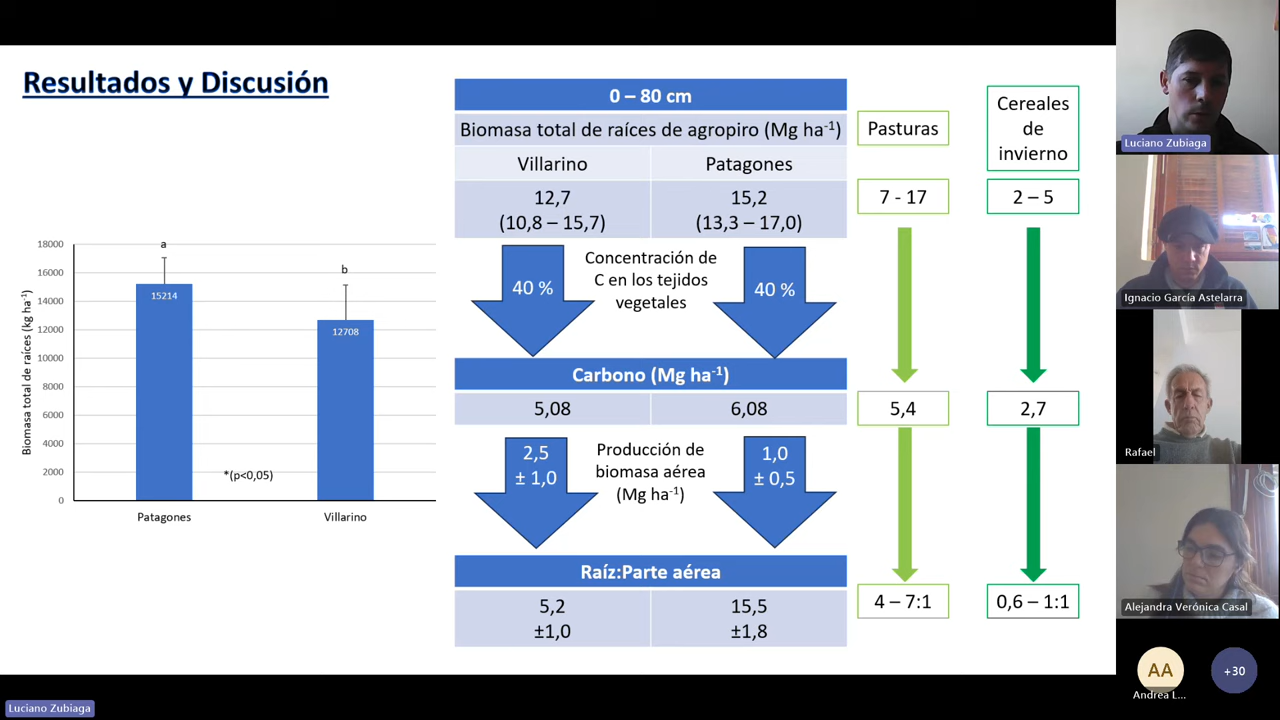 Resultados y Discusión
18000
16000
14000
12000
10000
8000
6000
4000
2000
0
Biomasa total de raíces (kg ha⁻¹)
a
15214
b
12708
*(p<0,05)
Patagones
Villarino
0 – 80 cm
Biomasa total de raíces de agropiro (Mg ha⁻¹)
Villarino
Patagones
12,7
(10,8 – 15,7)
15,2
(13,3 – 17,0)
40 %
Concentración de
C en los tejidos
vegetales
40 %
Carbono (Mg ha⁻¹)
5,08
6,08
2,5
± 1,0
Producción de
biomasa aérea
(Mg ha⁻¹)
1,0
± 0,5
Raíz:Parte aérea
5,2
±1,0
15,5
±1,8
Pasturas
7 - 17
5,4
4 – 7:1
Cereales
de
invierno
2 – 5
2,7
0,6 – 1:1
Luciano Zubiaga
Ignacio García Astelarra
Rafael
Alejandra Verónica Casal
AA
Andrea L...
+30
Luciano Zubiaga